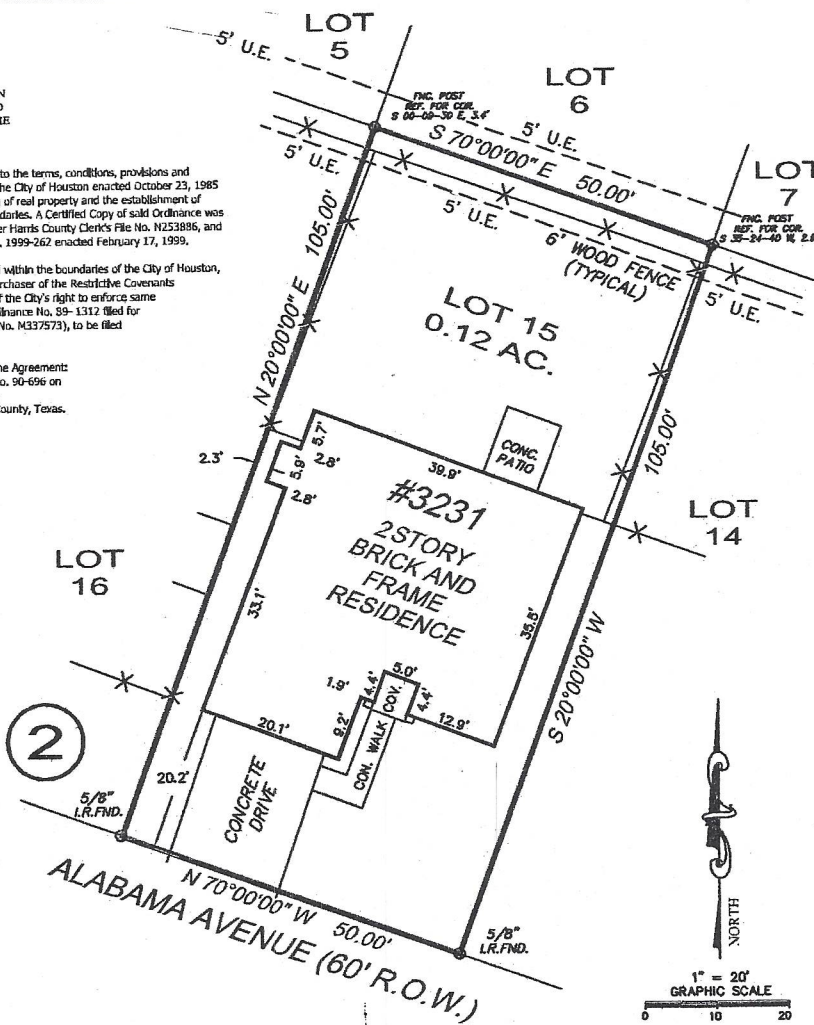 N
D
E
to the terms, conditions, provisions and
he City of Houston enacted October 23, 1985
of real property and the establishment of
daries. A Certified Copy of said Ordinance was
er Harris County Clerk's File No. N253886, and
, 1999-262 enacted February 17, 1999.
within the boundaries of the City of Houston,
rchaser of the Restrictive Covenants
f the City's right to enforce same
dinance No. 89-1312 filed for
No. M337573), to be filed
ne Agreement:
o. 90-696 on
ounty, Texas.
5' U.E.
LOT
5
LOT
6
LOT
7
FNC. POST
REF. FOR COR.
S 00-09-30 E, 3.4'
5' U.E.
S 70°00'00" E 50.00'
FNC. POST
REF. FOR COR.
S 35-24-40 W, 2.8
5' U.E.
5' U.E.
5' U.E.
6' WOOD FENCE
(TYPICAL)
N 20°00'00" E 105.00'
LOT 15
0.12 AC.
105.00'
S 20°00'00" W
LOT
14
CONC.
PATIO
5.7'
2.8'
5.9'
2.8'
39.9'
2.3'
#3231
2 STORY
BRICK AND
FRAME
RESIDENCE
LOT
16
33.1'
35.5'
5.0'
1.9'
4.4'
COV.
4.4'
12.9'
20.1'
9.2'
CON. WALK
2
20.2'
CONCRETE
DRIVE
5/8"
I.R.FND.
N 70°00'00" W 50.00'
5/8"
I.R.FND.
ALABAMA AVENUE (60' R.O.W.)
NORTH
1" = 20'
GRAPHIC SCALE
0 10 20